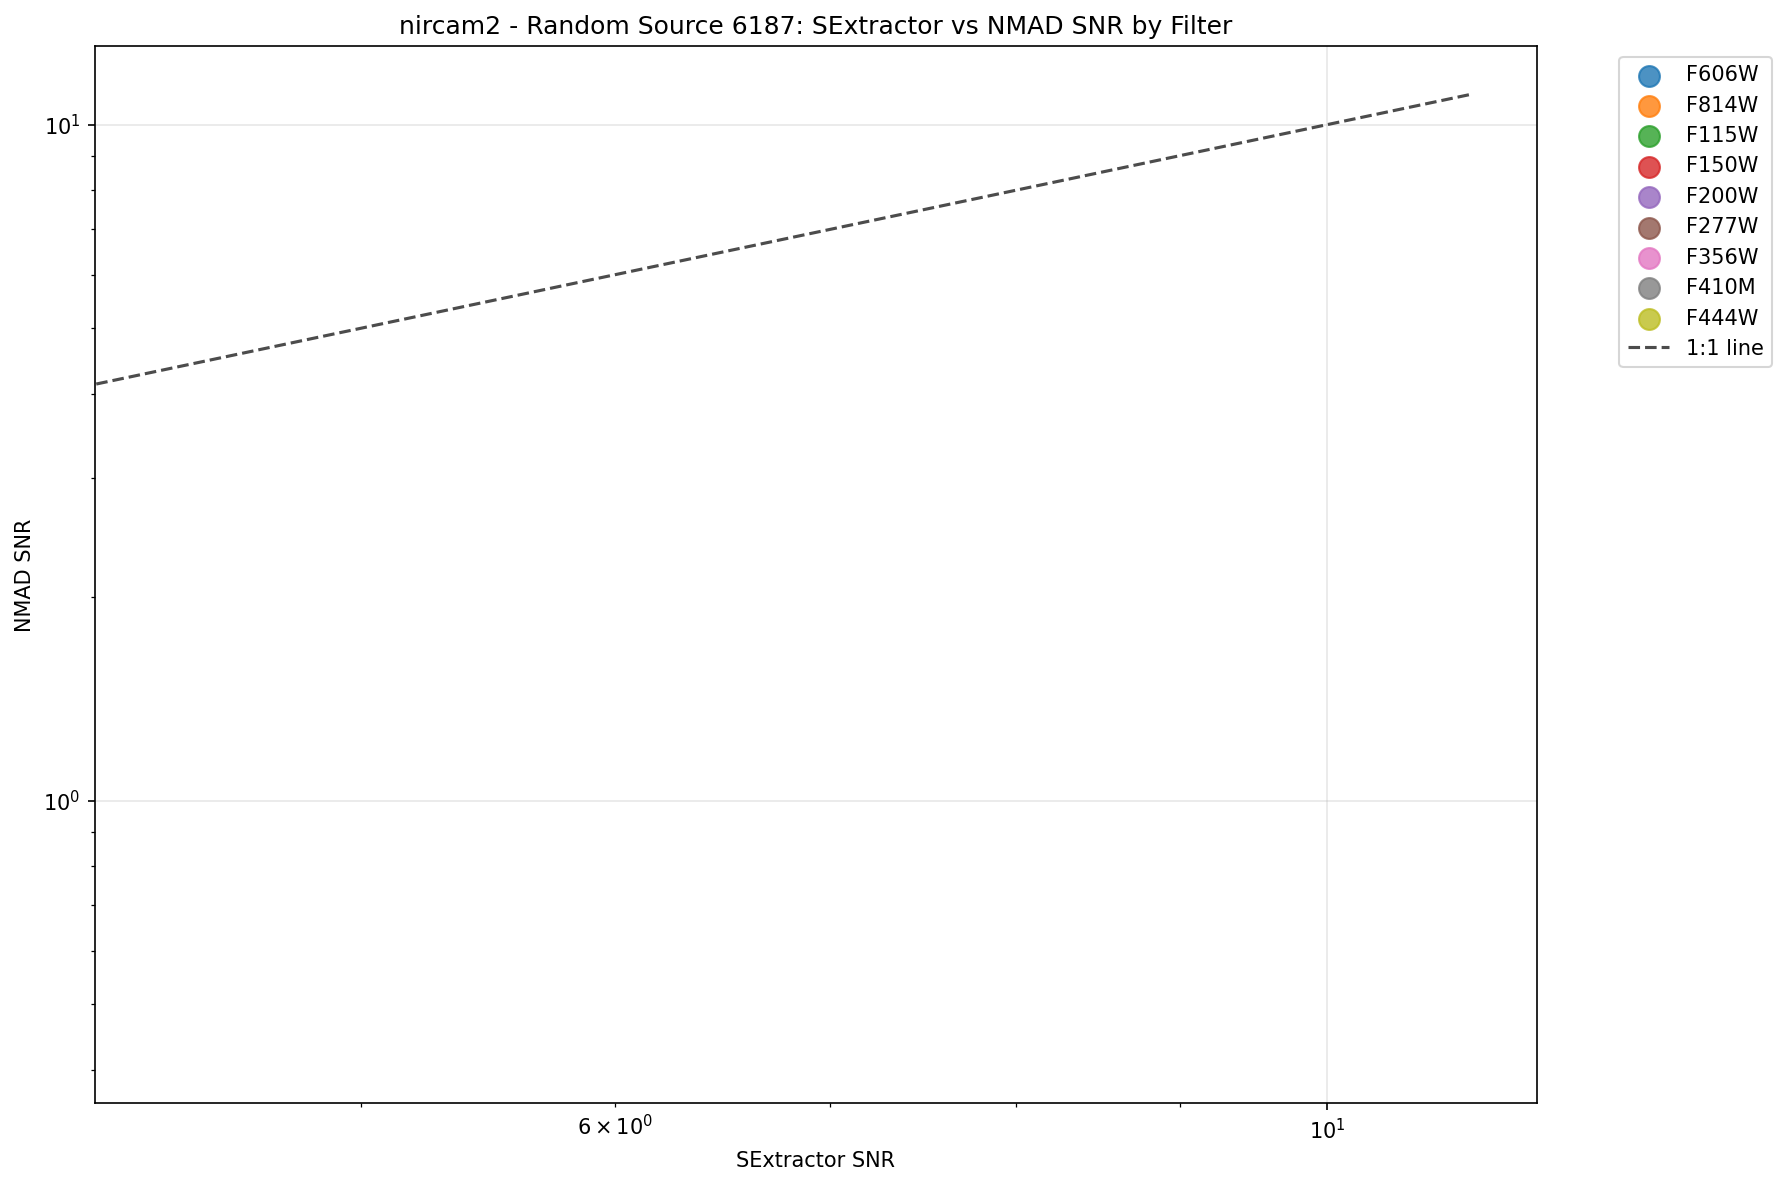 nircam2 - Random Source 6187: SExtractor vs NMAD SNR by Filter
F606W
F814W
F115W
F150W
F200W
F277W
F356W
F410M
F444W
1:1 line
10¹
10⁰
NMAD SNR
6 × 10⁰
10¹
SExtractor SNR